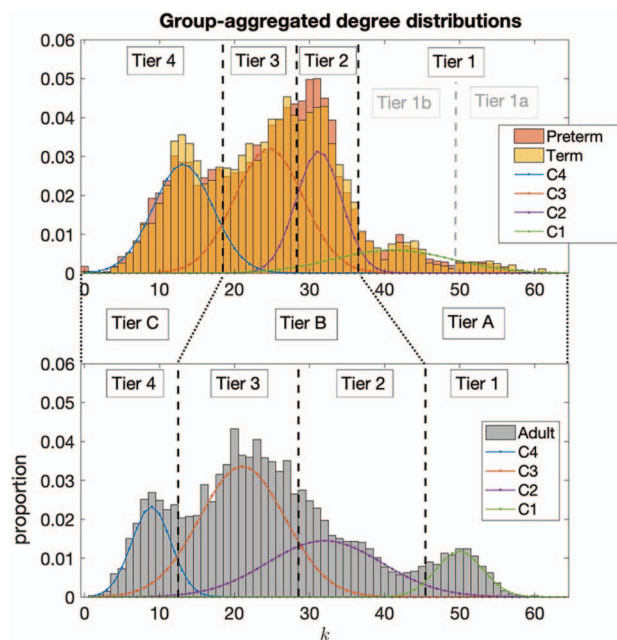 Group-aggregated degree distributions
0.06
0.05
0.04
0.03
0.02
0.01
0
Tier 4
Tier 3
Tier 2
Tier 1
Tier 1b
Tier 1a
Preterm
Term
C4
C3
C2
C1
0 10 20 30 40 50 60
Tier C
Tier B
Tier A
0.06
0.05
0.04
0.03
0.02
0.01
0
proportion
Tier 4
Tier 3
Tier 2
Tier 1
Adult
C4
C3
C2
C1
0 10 20 30 40 50 60
k